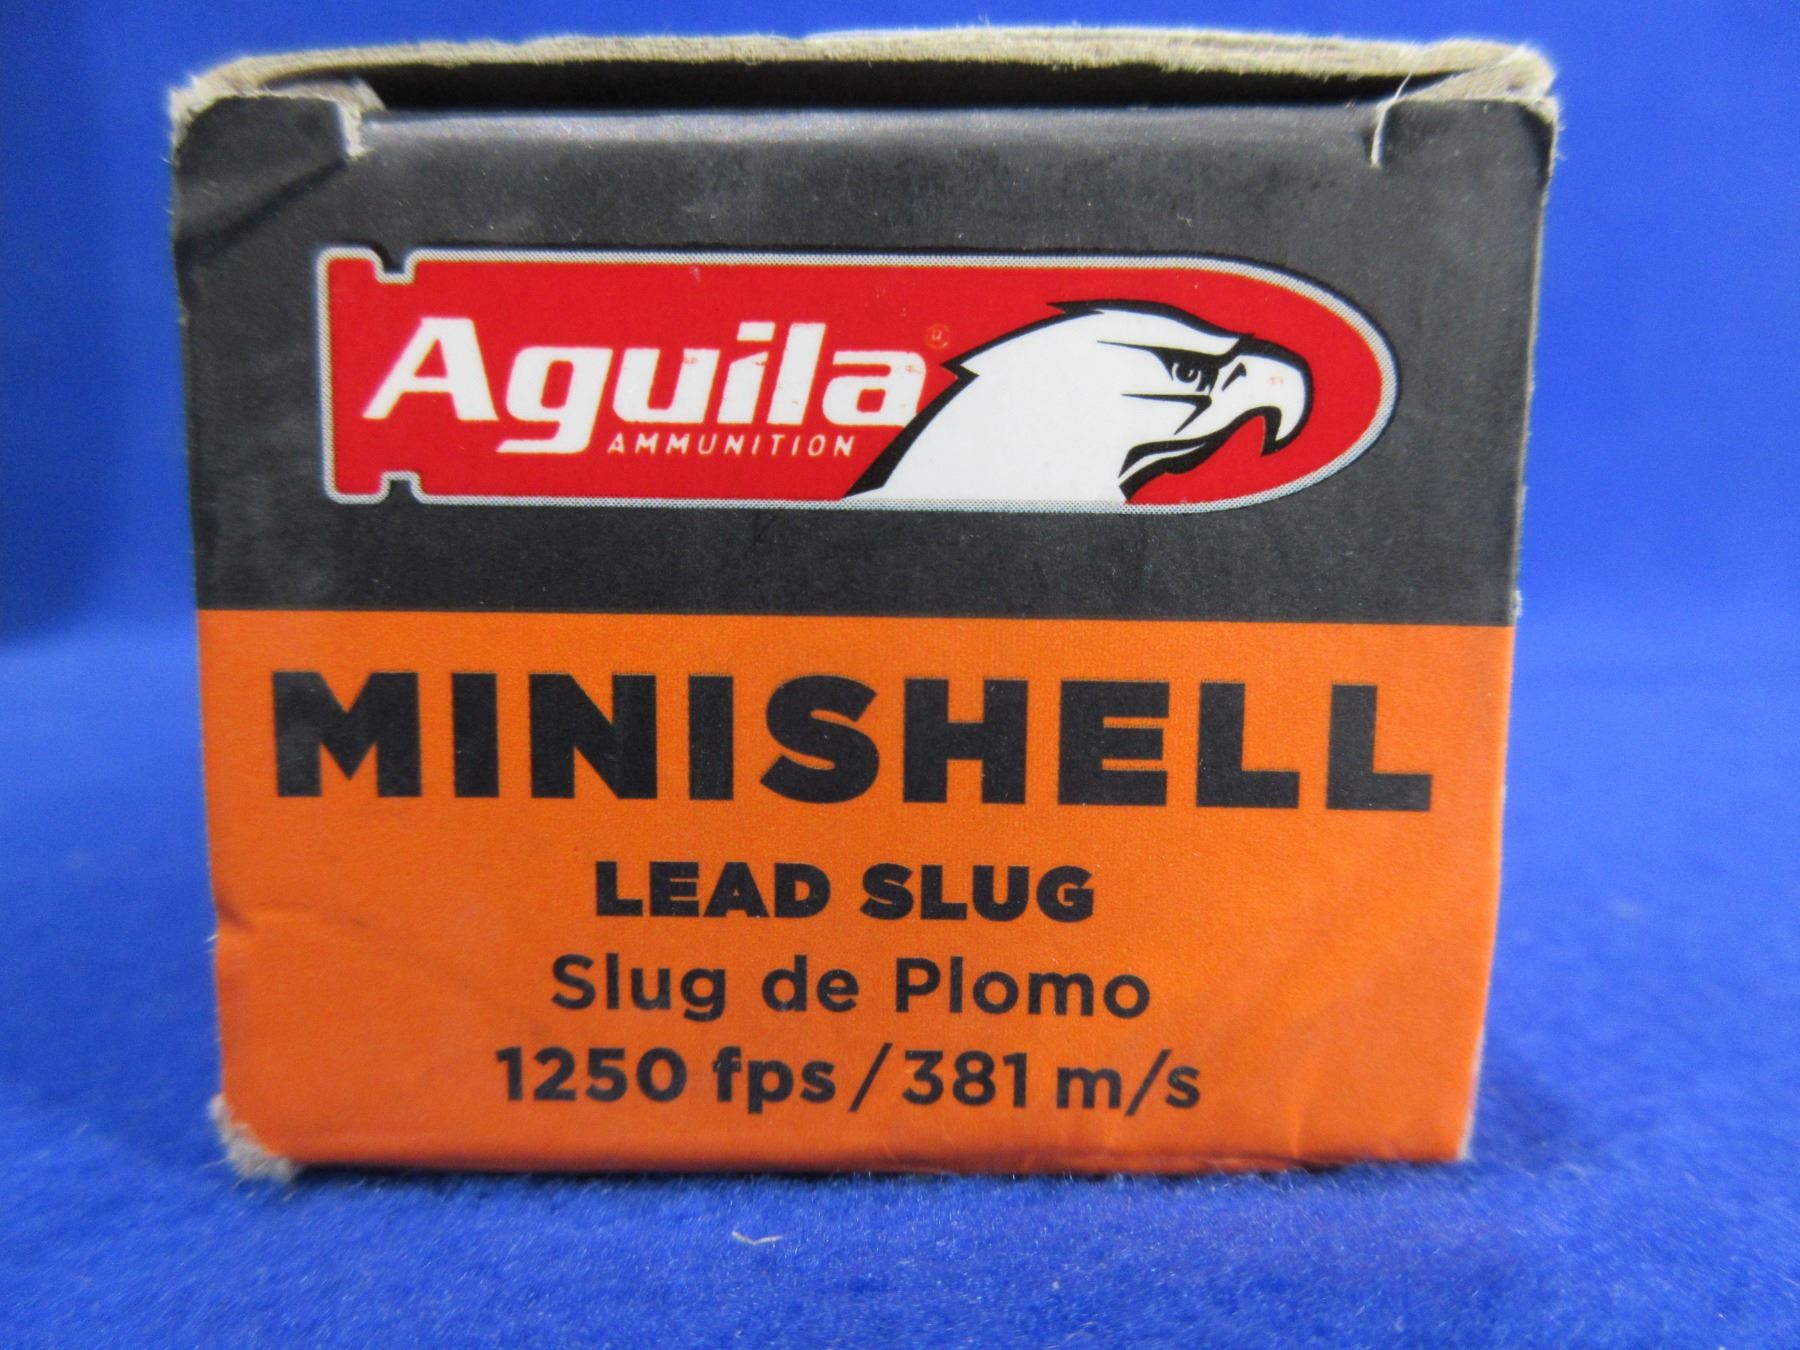 Aguila ®
AMMUNITION
MINISHELL
LEAD SLUG
Slug de Plomo
1250 fps/381 m/s